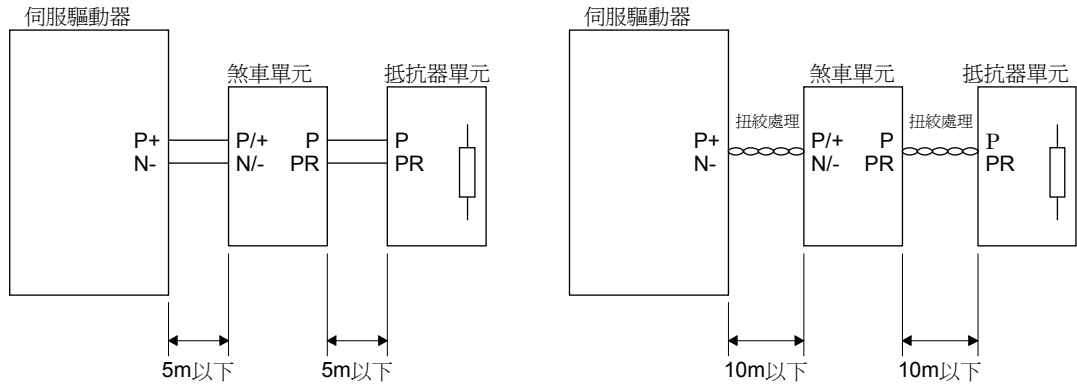 伺服驅動器
煞車單元
抵抗器單元
P+
P/+
P
P
N-
N/-
PR
PR
5m以下
5m以下
伺服驅動器
煞車單元
抵抗器單元
扭絞處理
扭絞處理
P+
P/+
P
P
N-
N/-
PR
PR
10m以下
10m以下